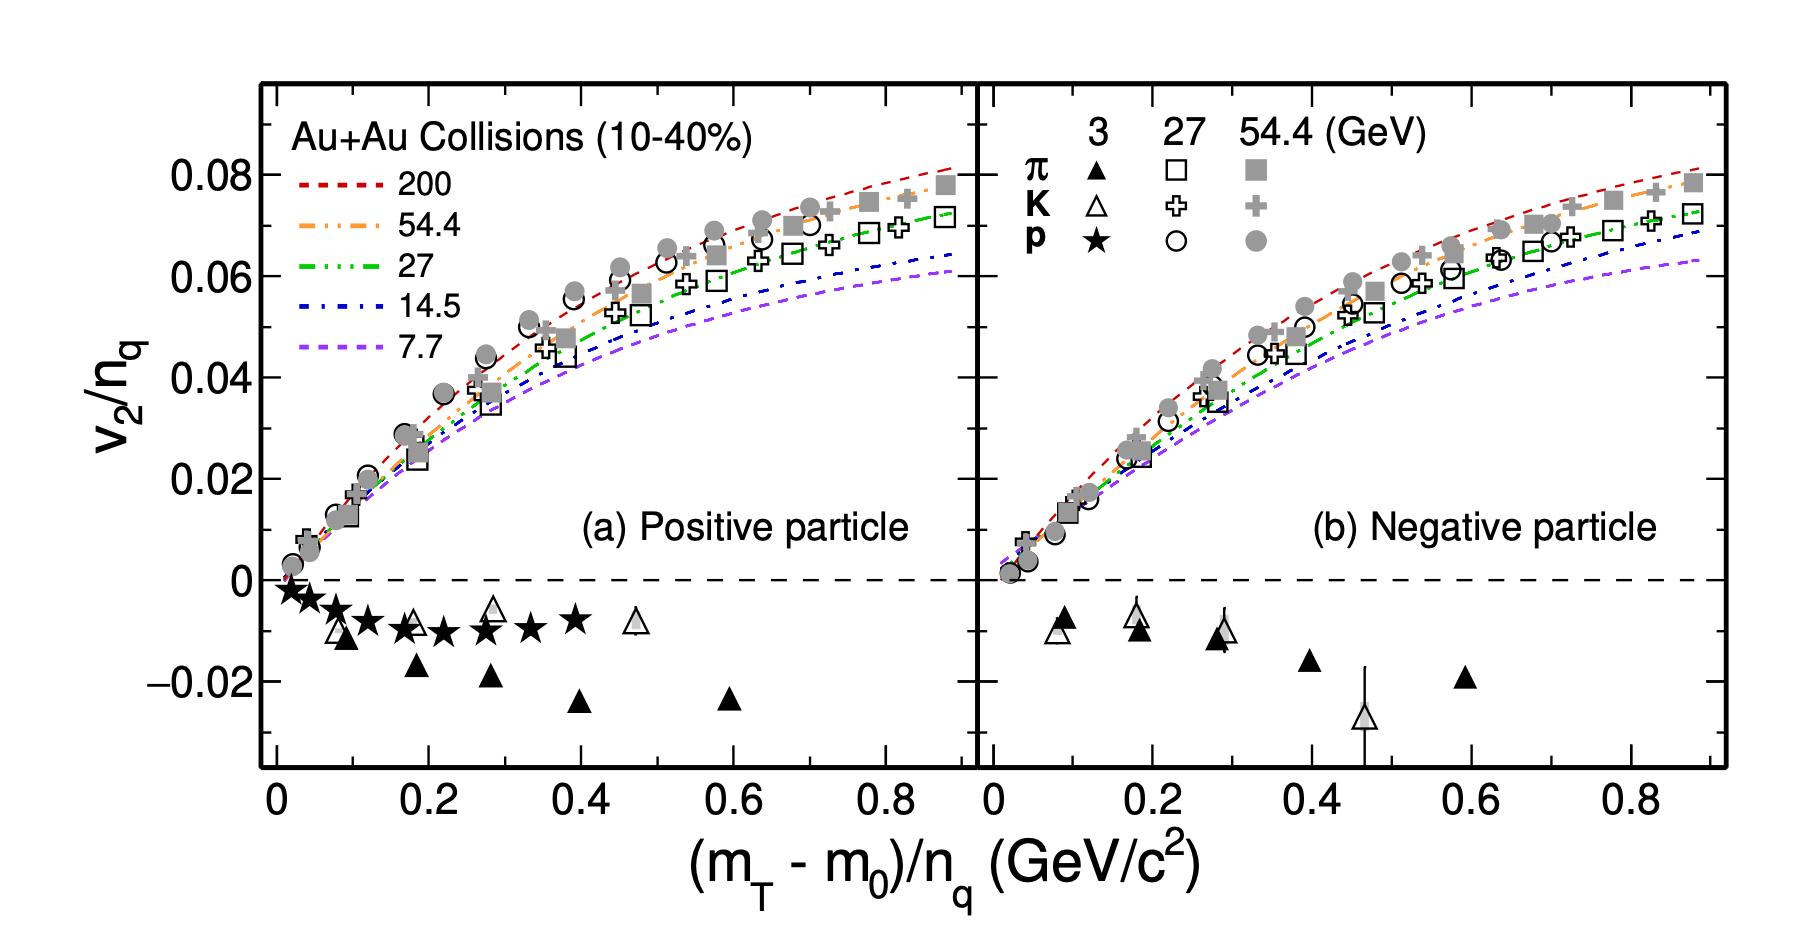 Au+Au Collisions (10-40%)
200
54.4
27
14.5
7.7
3 27 54.4 (GeV)
π
K
p
(a) Positive particle
(b) Negative particle
0.08
0.06
0.04
0.02
0
−0.02
v2/nq
0 0.2 0.4 0.6 0.8
0 0.2 0.4 0.6 0.8
(mT - m0)/nq (GeV/c²)